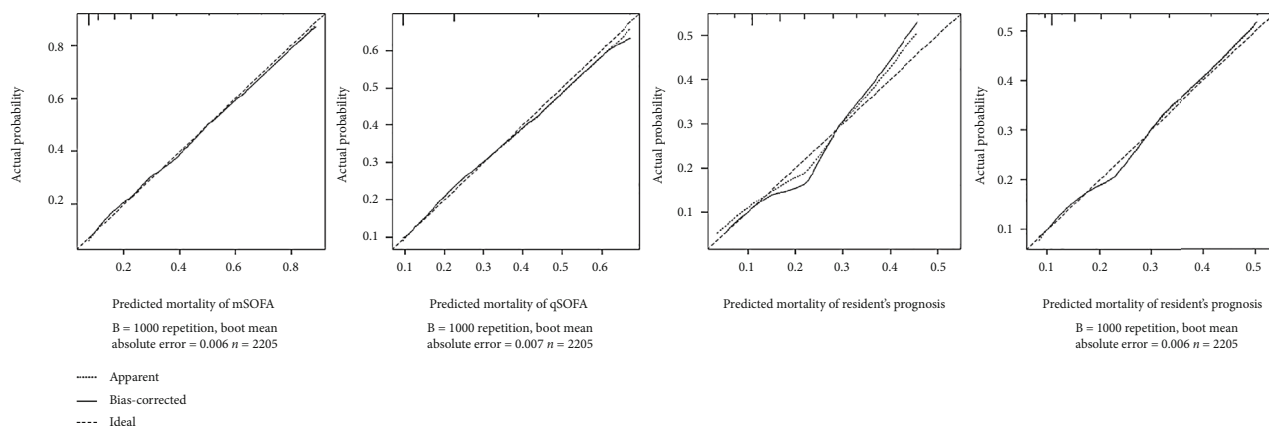 Actual probability
0.8
0.6
0.4
0.2
0.2 0.4 0.6 0.8
Predicted mortality of mSOFA
B = 1000 repetition, boot mean
absolute error = 0.006 n = 2205
Apparent
Bias-corrected
Ideal
Actual probability
0.6
0.5
0.4
0.3
0.2
0.1
0.1 0.2 0.3 0.4 0.5 0.6
Predicted mortality of qSOFA
B = 1000 repetition, boot mean
absolute error = 0.007 n = 2205
Actual probability
0.5
0.4
0.3
0.2
0.1
0.1 0.2 0.3 0.4 0.5
Predicted mortality of resident's prognosis
Actual probability
0.5
0.4
0.3
0.2
0.1
0.1 0.2 0.3 0.4 0.5
Predicted mortality of resident's prognosis
B = 1000 repetition, boot mean
absolute error = 0.006 n = 2205